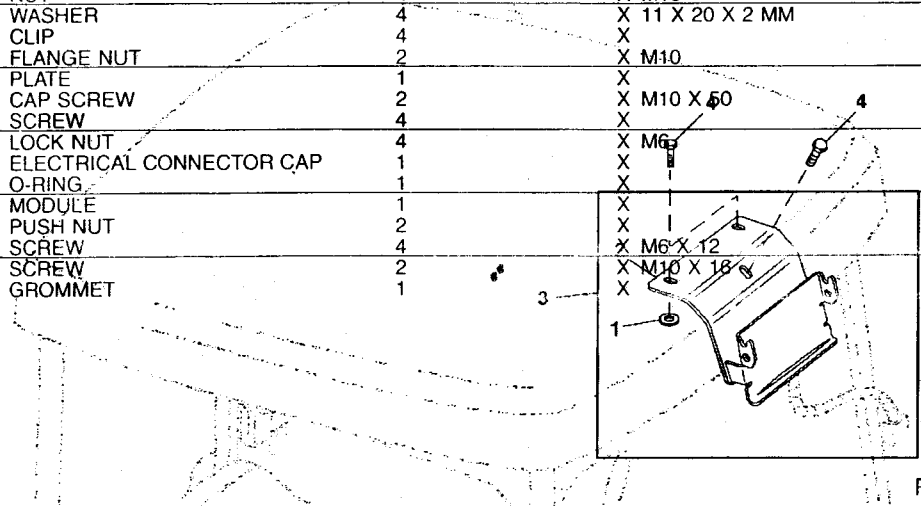 WASHER 4 X 11 X 20 X 2 MM
CLIP 4 X
FLANGE NUT 2 X M10
PLATE 1 X
CAP SCREW 2 X M10 X 50
SCREW 4 X
LOCK NUT 4 X M6
ELECTRICAL CONNECTOR CAP 1 X
O-RING 1 X
MODULE 1 X
PUSH NUT 2 X
SCREW 4 X M6 X 12
SCREW 2 X M10 X 16
GROMMET 1 X
4
4
3
1